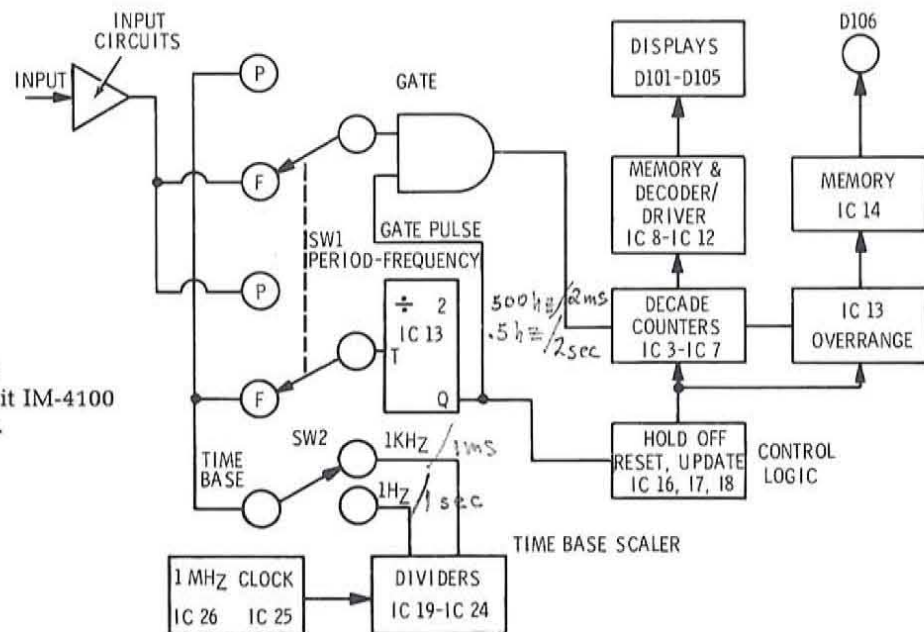 INPUT CIRCUITS
INPUT
P
F
P
F
GATE
GATE PULSE
SW1
PERIOD-FREQUENCY
÷ 2
IC 13
T
Q
500hz/2ms
.5hz/2sec
DISPLAYS
D101-D105
D106
MEMORY &
DECODER/
DRIVER
IC 8-IC 12
MEMORY
IC 14
DECADE
COUNTERS
IC 3-IC 7
IC 13
OVERRANGE
HOLD OFF
RESET, UPDATE
IC 16, 17, 18
CONTROL
LOGIC
it IM-4100
TIME
BASE
SW2
1KHZ/1ms
1HZ/1sec
TIME BASE SCALER
1 MHZ CLOCK
IC 26 IC 25
DIVIDERS
IC 19-IC 24